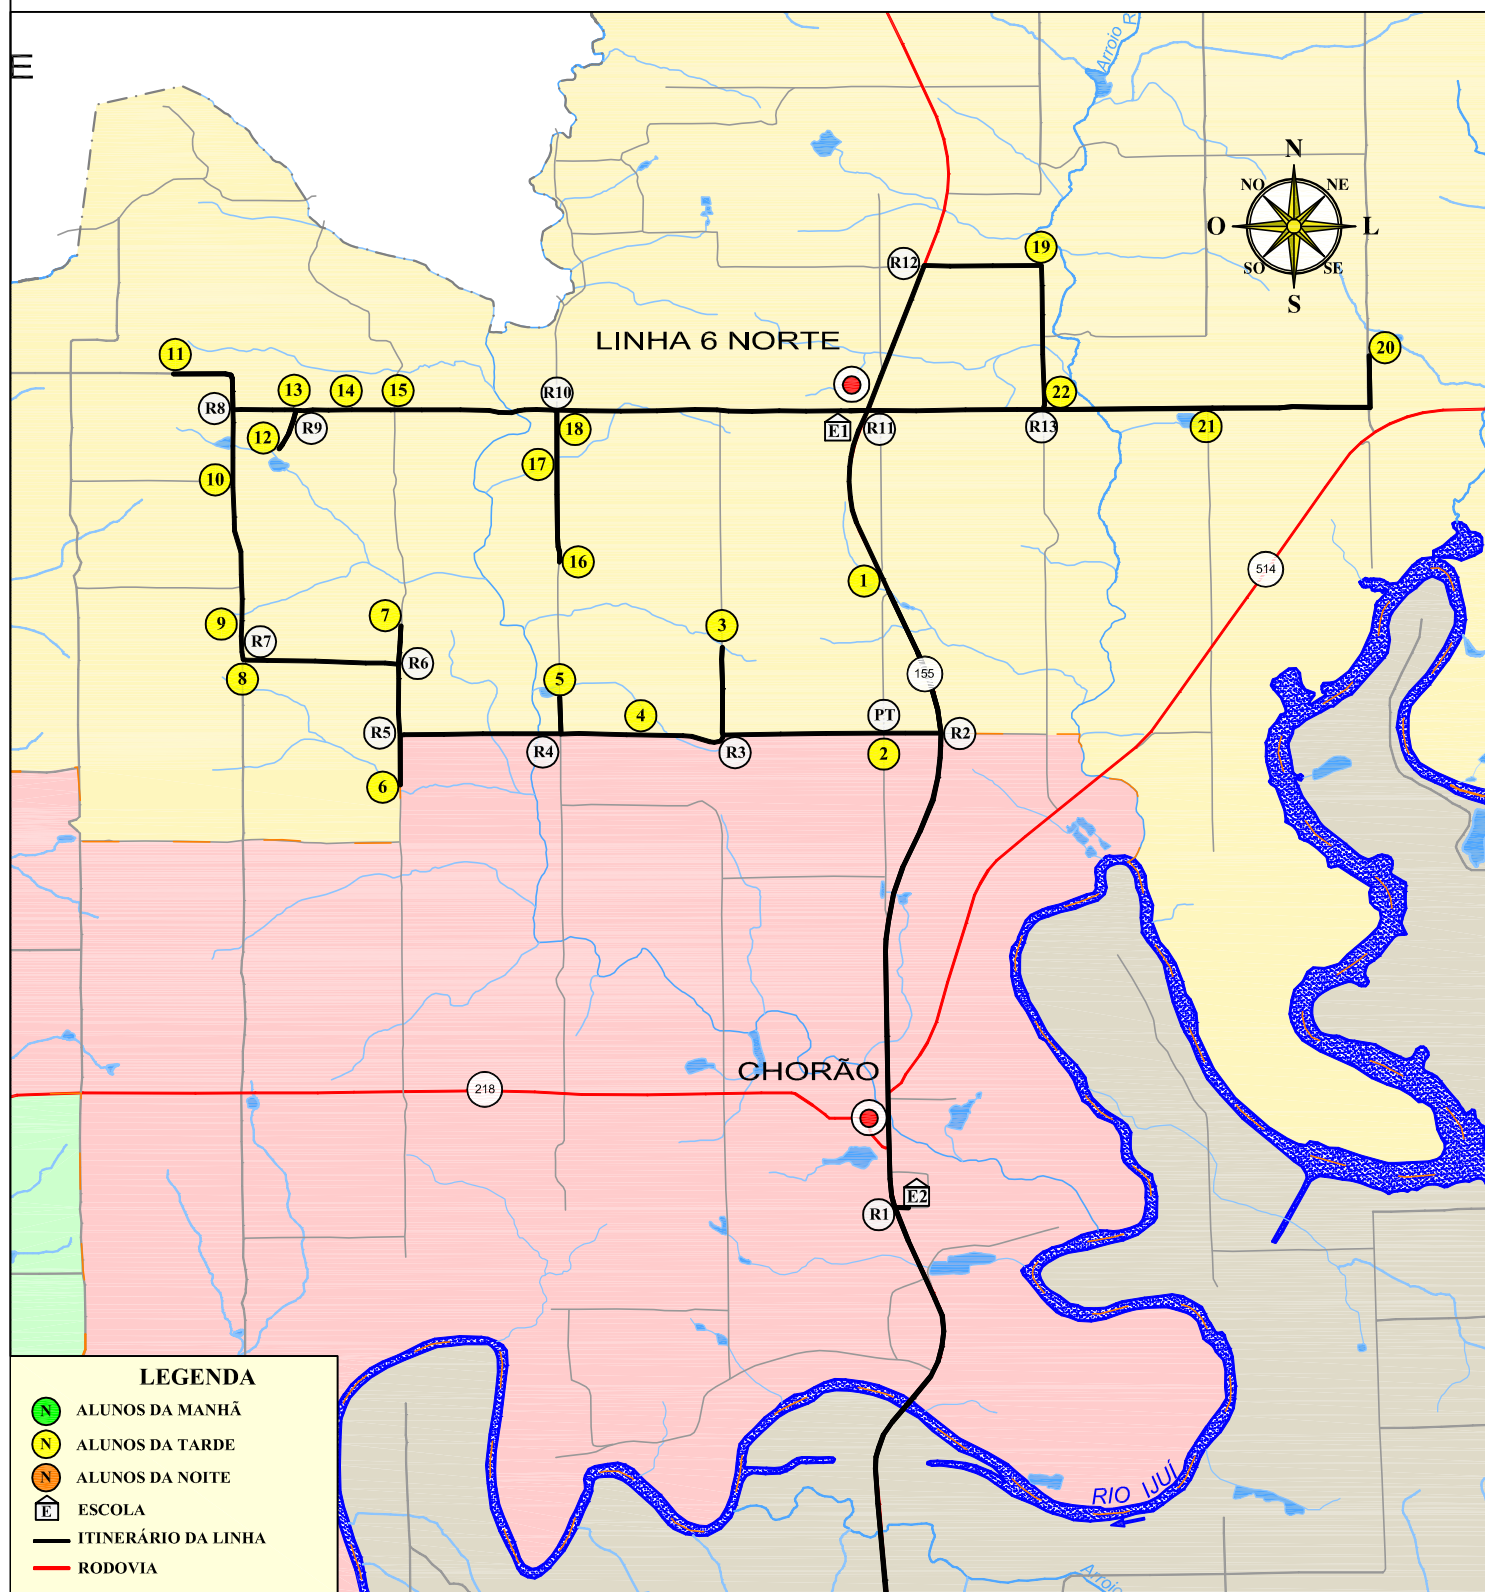 E
Arroio R
N
NO
NE
O
L
SO
SE
S
R12
19
LINHA 6 NORTE
11
20
13
14
15
R10
22
R8
R9
18
E1
R11
R13
21
12
17
10
16
514
1
7
3
9
R7
R6
155
8
5
4
PT
R5
R4
R3
2
R2
6
CHORÃO
218
E2
R1
RIO IJUÍ
Arroio
LEGENDA
N ALUNOS DA MANHÃ
N ALUNOS DA TARDE
N ALUNOS DA NOITE
E ESCOLA
ITINERÁRIO DA LINHA
RODOVIA